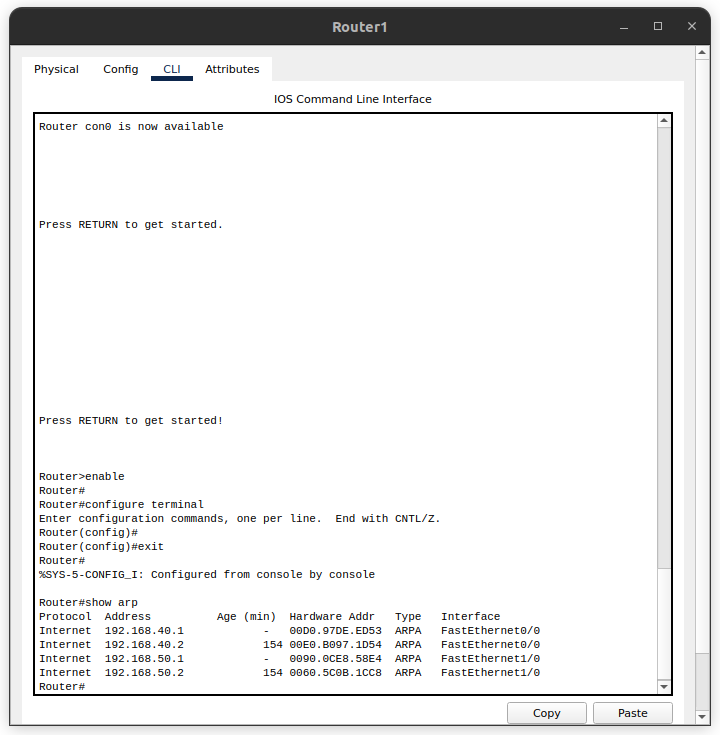 Router1
Physical Config CLI Attributes
IOS Command Line Interface
Router con0 is now available
Press RETURN to get started.
Press RETURN to get started!
Router>enable
Router#
Router#configure terminal
Enter configuration commands, one per line.  End with CNTL/Z.
Router(config)#
Router(config)#exit
Router#
%SYS-5-CONFIG_I: Configured from console by console
Router#show arp
Protocol  Address          Age (min)  Hardware Addr   Type   Interface
Internet  192.168.40.1            -   00D0.97DE.ED53  ARPA   FastEthernet0/0
Internet  192.168.40.2            154 00E0.B097.1D54  ARPA   FastEthernet0/0
Internet  192.168.50.1            -   0090.0CE8.58E4  ARPA   FastEthernet1/0
Internet  192.168.50.2            154 0060.5C0B.1CC8  ARPA   FastEthernet1/0
Router#
Copy Paste